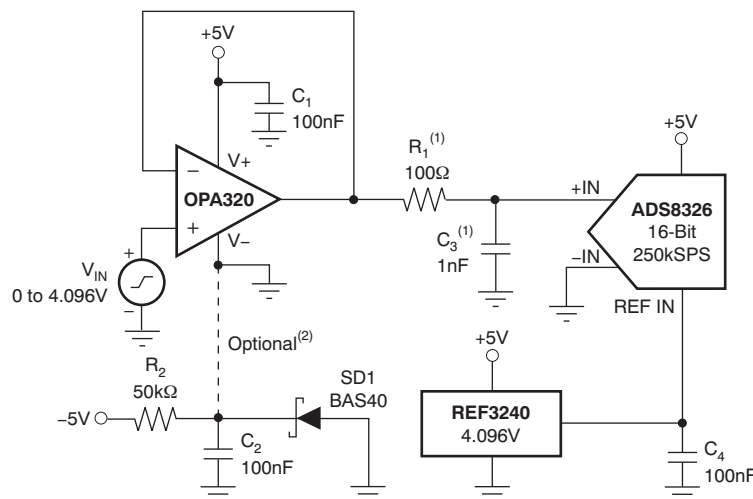 +5V
C1
100nF
R1(1)
100Ω
+5V
−
V+
OPA320
+IN
ADS8326
16-Bit
250kSPS
+
V−
C3(1)
1nF
−IN
+
VIN
0 to 4.096V
−
REF IN
Optional(2)
+5V
R2
50kΩ
SD1
BAS40
−5V
REF3240
4.096V
C2
100nF
C4
100nF